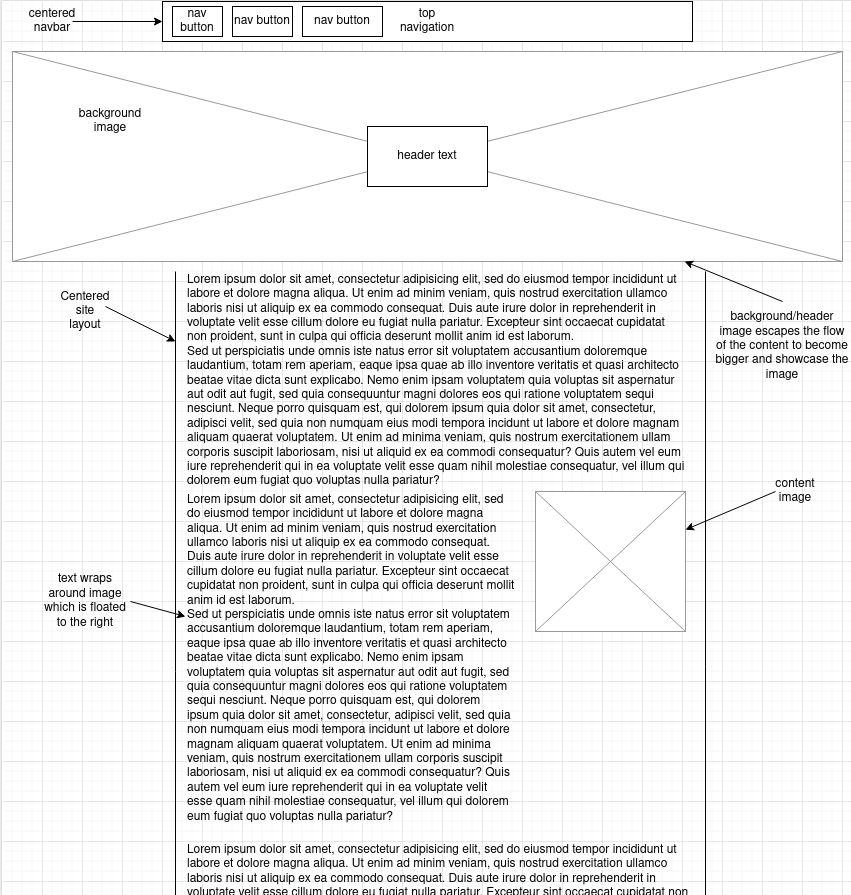 centered
navbar
nav
button
nav button
nav button
top
navigation
background
image
header text
Centered
site
layout
Lorem ipsum dolor sit amet, consectetur adipisicing elit, sed do eiusmod tempor incididunt ut
labore et dolore magna aliqua. Ut enim ad minim veniam, quis nostrud exercitation ullamco
laboris nisi ut aliquip ex ea commodo consequat. Duis aute irure dolor in reprehenderit in
voluptate velit esse cillum dolore eu fugiat nulla pariatur. Excepteur sint occaecat cupidatat
non proident, sunt in culpa qui officia deserunt mollit anim id est laborum.
Sed ut perspiciatis unde omnis iste natus error sit voluptatem accusantium doloremque
laudantium, totam rem aperiam, eaque ipsa quae ab illo inventore veritatis et quasi architecto
beatae vitae dicta sunt explicabo. Nemo enim ipsam voluptatem quia voluptas sit aspernatur
aut odit aut fugit, sed quia consequuntur magni dolores eos qui ratione voluptatem sequi
nesciunt. Neque porro quisquam est, qui dolorem ipsum quia dolor sit amet, consectetur,
adipisci velit, sed quia non numquam eius modi tempora incidunt ut labore et dolore magnam
aliquam quaerat voluptatem. Ut enim ad minima veniam, quis nostrum exercitationem ullam
corporis suscipit laboriosam, nisi ut aliquid ex ea commodi consequatur? Quis autem vel eum
iure reprehenderit qui in ea voluptate velit esse quam nihil molestiae consequatur, vel illum qui
dolorem eum fugiat quo voluptas nulla pariatur?
background/header
image escapes the flow
of the content to become
bigger and showcase the
image
Lorem ipsum dolor sit amet, consectetur adipisicing elit, sed
do eiusmod tempor incididunt ut labore et dolore magna
aliqua. Ut enim ad minim veniam, quis nostrud exercitation
ullamco laboris nisi ut aliquip ex ea commodo consequat.
Duis aute irure dolor in reprehenderit in voluptate velit esse
cillum dolore eu fugiat nulla pariatur. Excepteur sint occaecat
cupidatat non proident, sunt in culpa qui officia deserunt mollit
anim id est laborum.
Sed ut perspiciatis unde omnis iste natus error sit voluptatem
accusantium doloremque laudantium, totam rem aperiam,
eaque ipsa quae ab illo inventore veritatis et quasi architecto
beatae vitae dicta sunt explicabo. Nemo enim ipsam
voluptatem quia voluptas sit aspernatur aut odit aut fugit, sed
quia consequuntur magni dolores eos qui ratione voluptatem
sequi nesciunt. Neque porro quisquam est, qui dolorem
ipsum quia dolor sit amet, consectetur, adipisci velit, sed quia
non numquam eius modi tempora incidunt ut labore et dolore
magnam aliquam quaerat voluptatem. Ut enim ad minima
veniam, quis nostrum exercitationem ullam corporis suscipit
laboriosam, nisi ut aliquid ex ea commodi consequatur? Quis
autem vel eum iure reprehenderit qui in ea voluptate velit
esse quam nihil molestiae consequatur, vel illum qui dolorem
eum fugiat quo voluptas nulla pariatur?
content
image
text wraps
around image
which is floated
to the right
Lorem ipsum dolor sit amet, consectetur adipisicing elit, sed do eiusmod tempor incididunt ut
labore et dolore magna aliqua. Ut enim ad minim veniam, quis nostrud exercitation ullamco
laboris nisi ut aliquip ex ea commodo consequat. Duis aute irure dolor in reprehenderit in
voluptate velit esse cillum dolore eu fugiat nulla pariatur. Excepteur sint occaecat cupidatat non